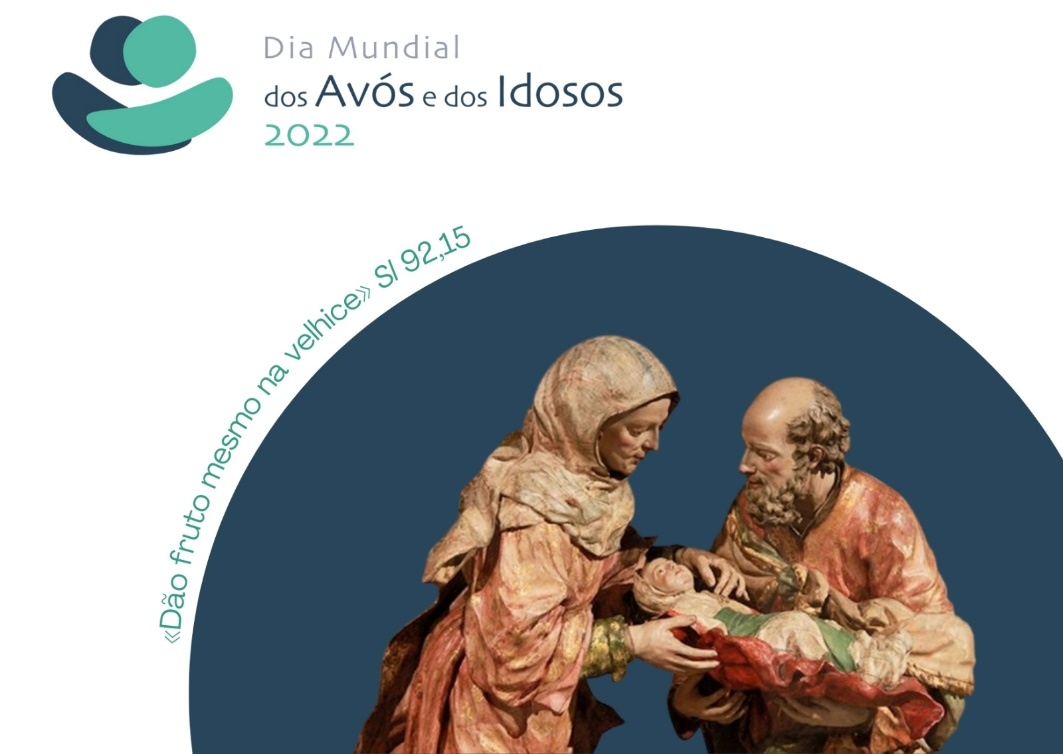 Dia Mundial
dos Avós e dos Idosos
2022
«Dão fruto mesmo na velhice» Sl 92,15